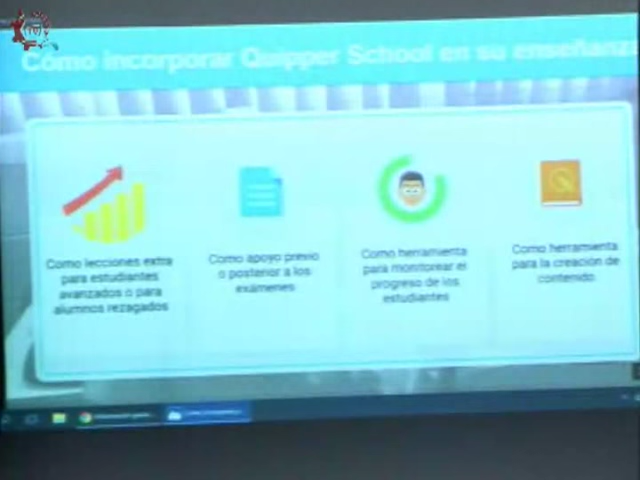 Cómo incorporar Quipper School en su enseñanz
Como lecciones extra
para estudiantes
avanzados o para
alumnos rezagados
Como apoyo previo
o posterior a los
exámenes
Como herramienta
para monitorear el
progreso de los
estudiantes
Como herramienta
para la creación de
contenido